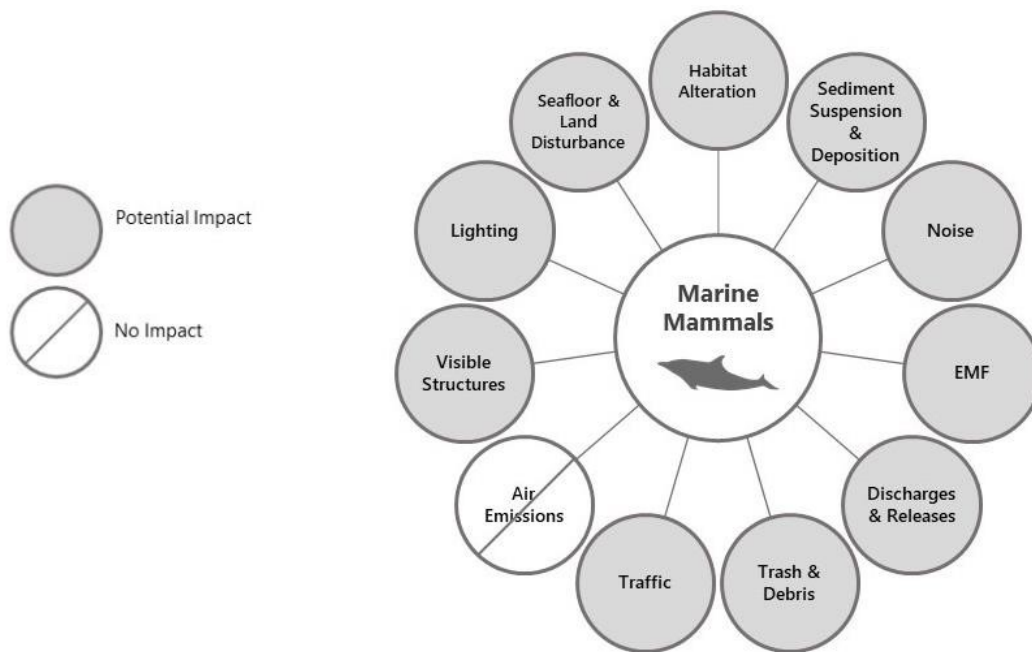 Potential Impact
No Impact
Habitat
Alteration
Sediment
Suspension
&
Deposition
Noise
EMF
Discharges
& Releases
Trash &
Debris
Traffic
Air
Emissions
Visible
Structures
Lighting
Seafloor &
Land
Disturbance
Marine
Mammals